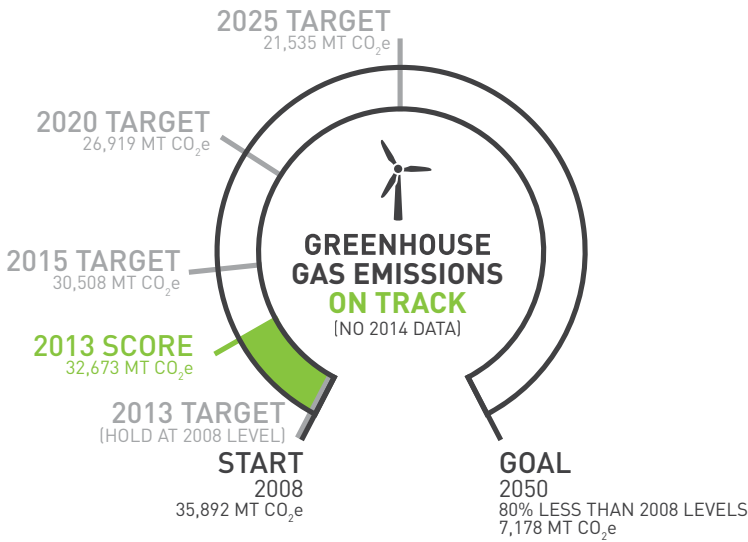 2025 TARGET
21,535 MT CO₂e
2020 TARGET
26,919 MT CO₂e
2015 TARGET
30,508 MT CO₂e
2013 SCORE
32,673 MT CO₂e
2013 TARGET
(HOLD AT 2008 LEVEL)
START
2008
35,892 MT CO₂e
GREENHOUSE
GAS EMISSIONS
ON TRACK
(NO 2014 DATA)
GOAL
2050
80% LESS THAN 2008 LEVELS
7,178 MT CO₂e